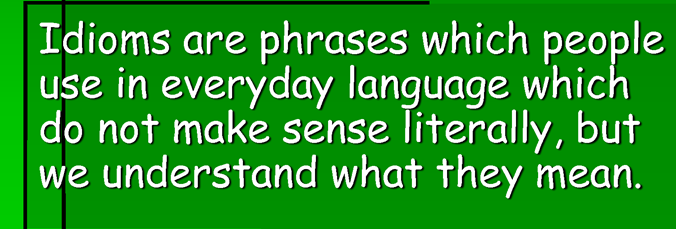 Idioms are phrases which people
use in everyday language which
do not make sense literally, but
we understand what they mean.